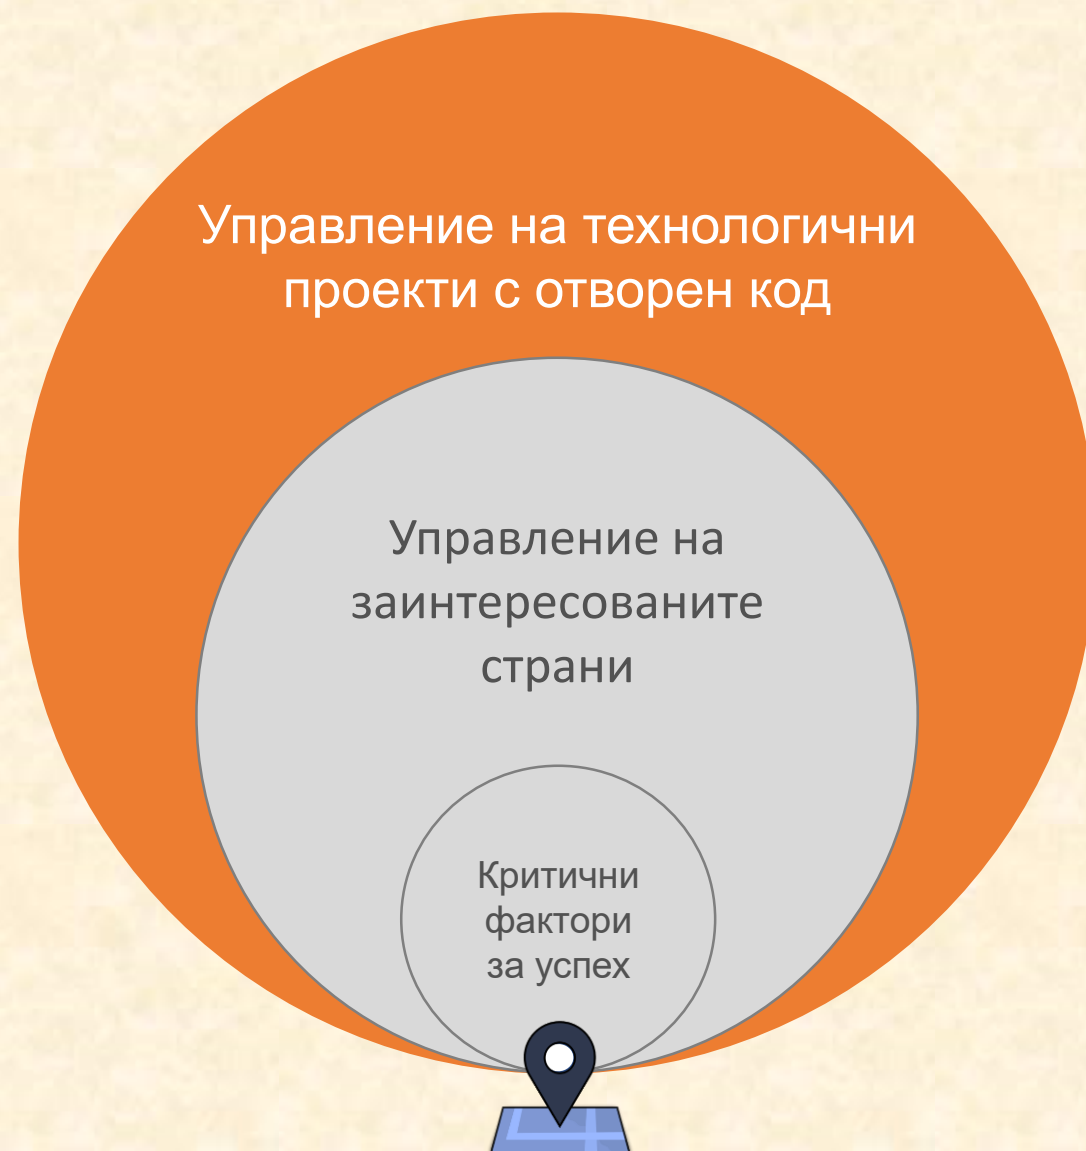 Управление на технологични
проекти с отворен код
Управление на
заинтересованите
страни
Критични
фактори
за успех